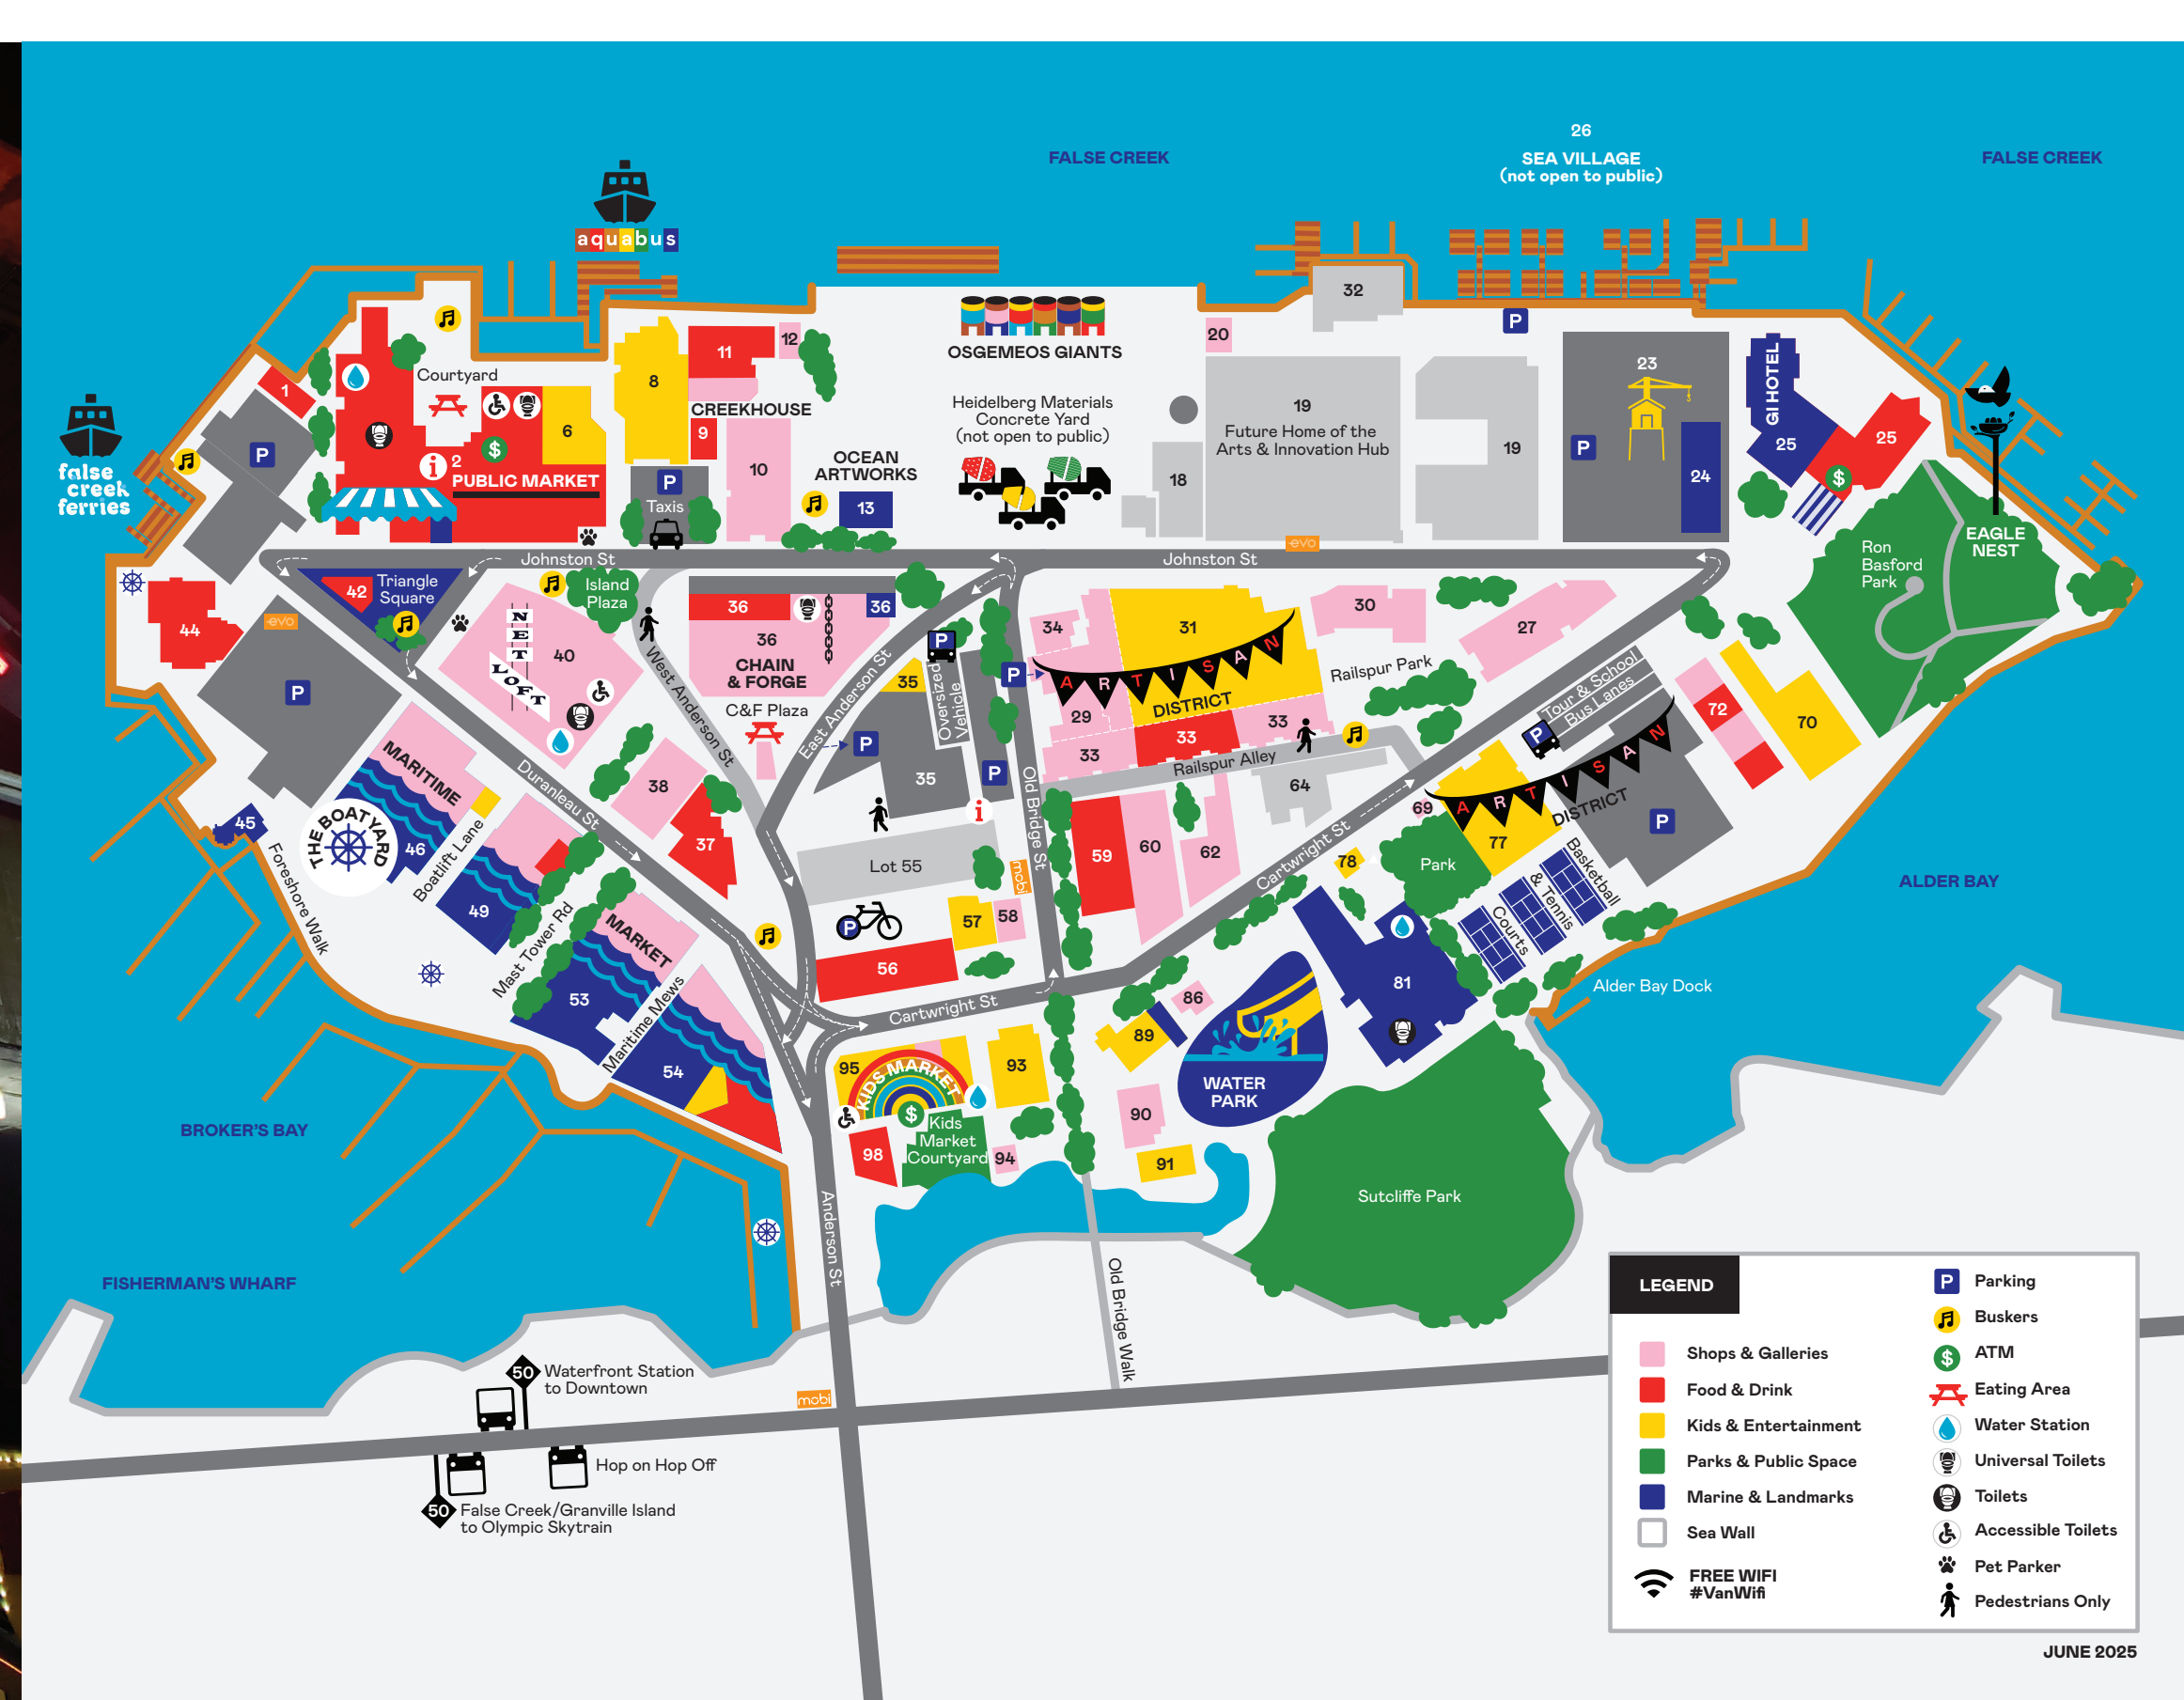 26
FALSE CREEK
SEA VILLAGE
(not open to public)
FALSE CREEK
aquabus
32
20
OSGEMEOS GIANTS
12
11
8
Courtyard
1
CREEKHOUSE
9
6
10
2
PUBLIC MARKET
P
P
Taxis
OCEAN
ARTWORKS
13
Heidelberg Materials
Concrete Yard
(not open to public)
18
19
Future Home of the
Arts & Innovation Hub
19
P
23
P
24
GI HOTEL
25
25
$
$
i
false
creek
ferries
EAGLE
NEST
Ron
Basford
Park
Johnston St
Johnston St
evo
42
Triangle
Square
Island
Plaza
evo
44
NET
LOFT
40
36
36
36
CHAIN
& FORGE
C&F Plaza
West Anderson St
East Anderson St
P
35
Oversized
Vehicle
P
P
35
P
i
34
31
ARTISAN
DISTRICT
29
33
33
33
30
27
Railspur Park
Railspur Alley
64
Tour & School
Bus Lanes
P
72
70
ARTISAN
DISTRICT
P
69
77
P
MARITIME
THE BOATYARD
45
46
Boatlift Lane
49
Foreshore Walk
Duranleau St
38
37
Lot 55
mobi
Old Bridge St
59
60
62
Cartwright St
78
Park
Basketball
& Tennis
Courts
ALDER BAY
P
57
58
56
Mast Tower Rd
MARKET
53
Maritime Mews
54
Cartwright St
86
89
81
Alder Bay Dock
95
KIDS MARKET
$
93
WATER
PARK
90
91
98
Kids
Market
Courtyard
94
BROKER'S BAY
Sutcliffe Park
Anderson St
Old Bridge Walk
FISHERMAN'S WHARF
50
Waterfront Station
to Downtown
mobi
Hop on Hop Off
50
False Creek/Granville Island
to Olympic Skytrain
LEGEND
Shops & Galleries
Food & Drink
Kids & Entertainment
Parks & Public Space
Marine & Landmarks
Sea Wall
FREE WIFI
#VanWifi
P
Parking
Buskers
$
ATM
Eating Area
Water Station
Universal Toilets
Toilets
Accessible Toilets
Pet Parker
Pedestrians Only
JUNE 2025